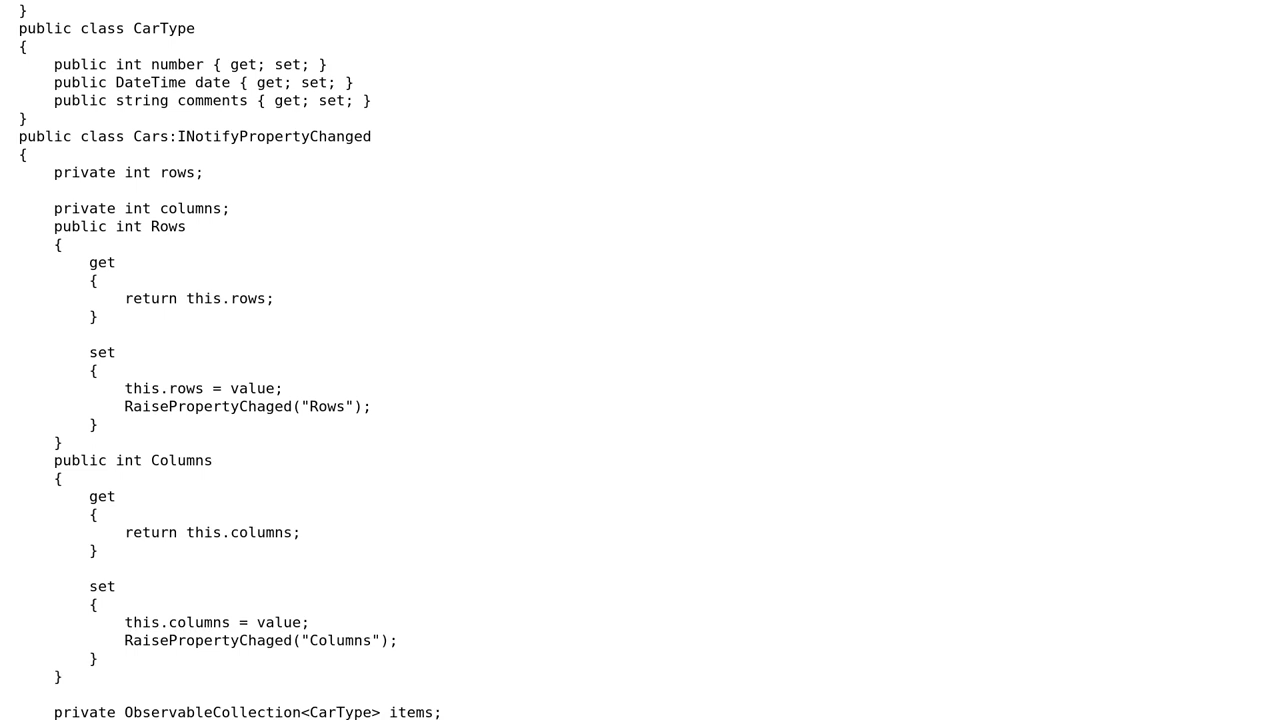 }
public class CarType
{
    public int number { get; set; }
    public DateTime date { get; set; }
    public string comments { get; set; }
}
public class Cars:INotifyPropertyChanged
{
    private int rows;

    private int columns;
    public int Rows
    {
        get
        {
            return this.rows;
        }

        set
        {
            this.rows = value;
            RaisePropertyChaged("Rows");
        }
    }
    public int Columns
    {
        get
        {
            return this.columns;
        }

        set
        {
            this.columns = value;
            RaisePropertyChaged("Columns");
        }
    }

    private ObservableCollection<CarType> items;